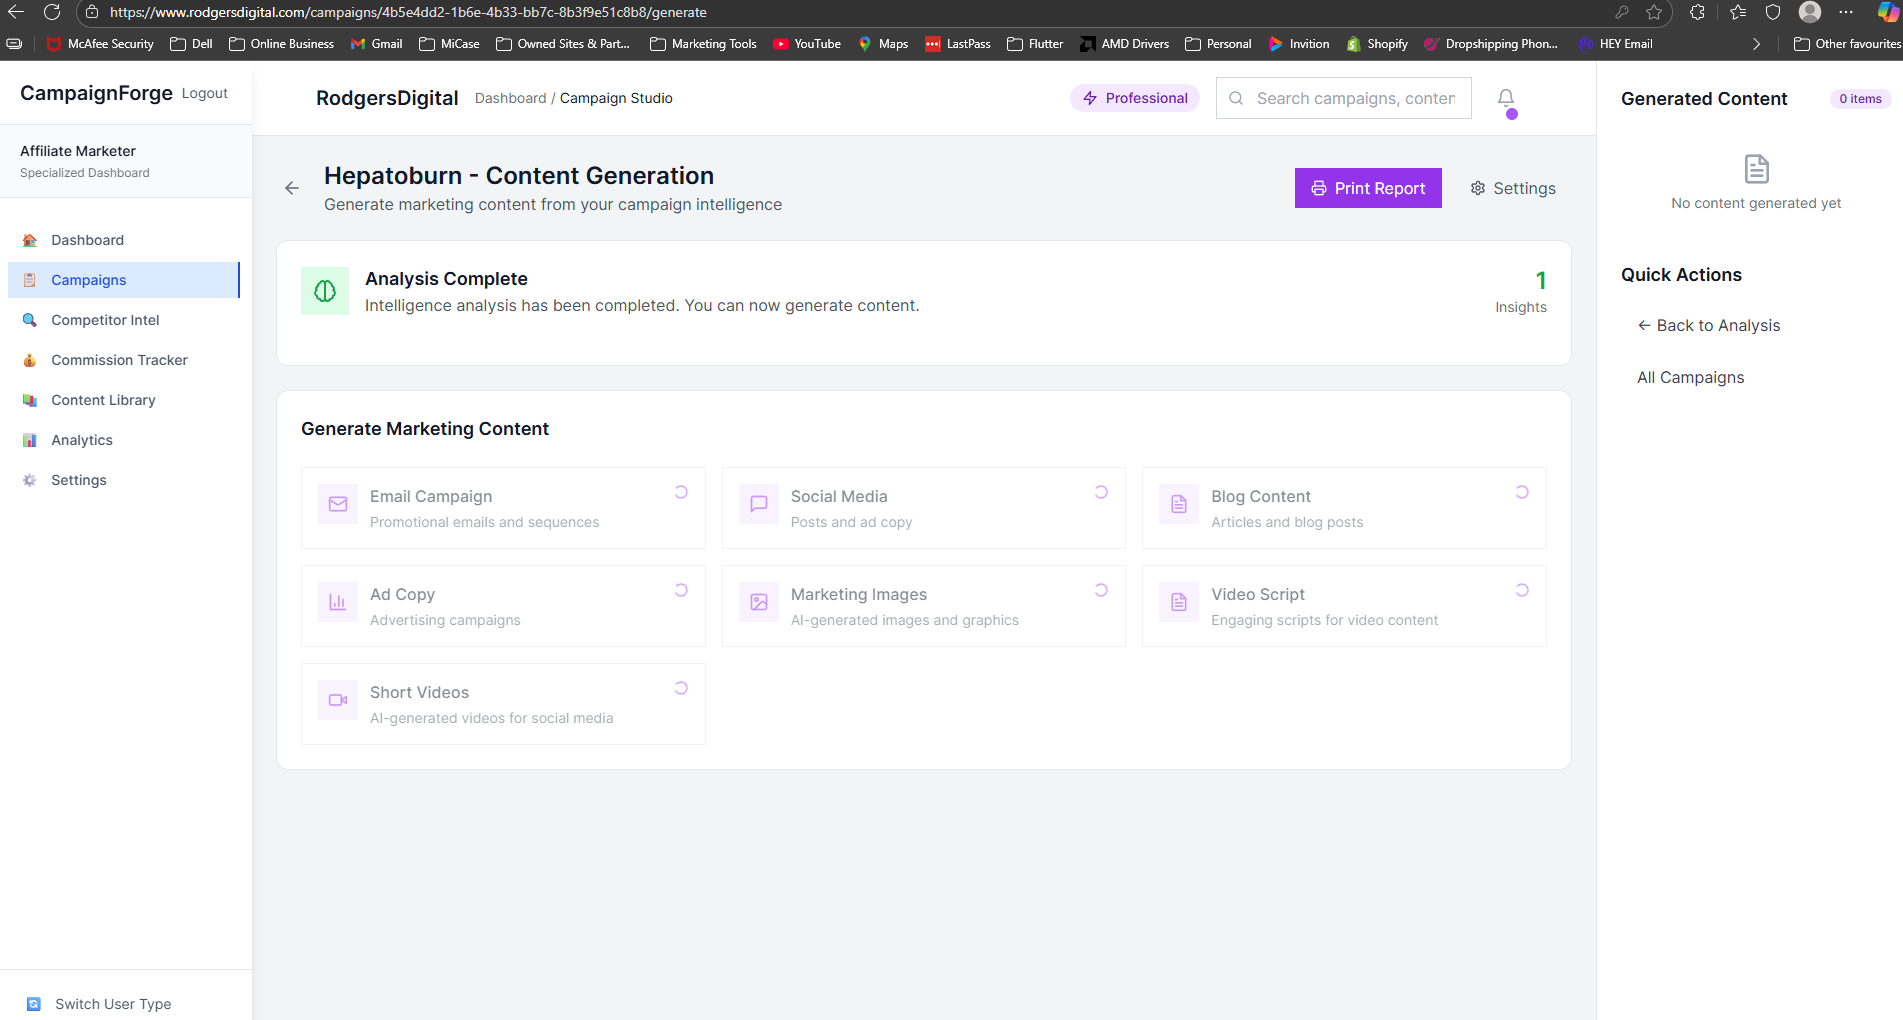 https://www.rodgersdigital.com/campaigns/4b5e4dd2-1b6e-4b33-bb7c-8b3f9e51c8b8/generate
McAfee Security Dell Online Business Gmail MiCase Owned Sites & Part... Marketing Tools YouTube Maps LastPass Flutter AMD Drivers Personal Invition Shopify Dropshipping Phon... HEY Email Other favourites
CampaignForge Logout
Affiliate Marketer
Specialized Dashboard
Dashboard
Campaigns
Competitor Intel
Commission Tracker
Content Library
Analytics
Settings
Switch User Type
RodgersDigital Dashboard / Campaign Studio Professional Search campaigns, conten
Hepatoburn - Content Generation
Generate marketing content from your campaign intelligence
Print Report Settings
Analysis Complete
Intelligence analysis has been completed. You can now generate content.
1
Insights
Generate Marketing Content
Email Campaign
Promotional emails and sequences
Social Media
Posts and ad copy
Blog Content
Articles and blog posts
Ad Copy
Advertising campaigns
Marketing Images
AI-generated images and graphics
Video Script
Engaging scripts for video content
Short Videos
AI-generated videos for social media
Generated Content 0 items
No content generated yet
Quick Actions
← Back to Analysis
All Campaigns